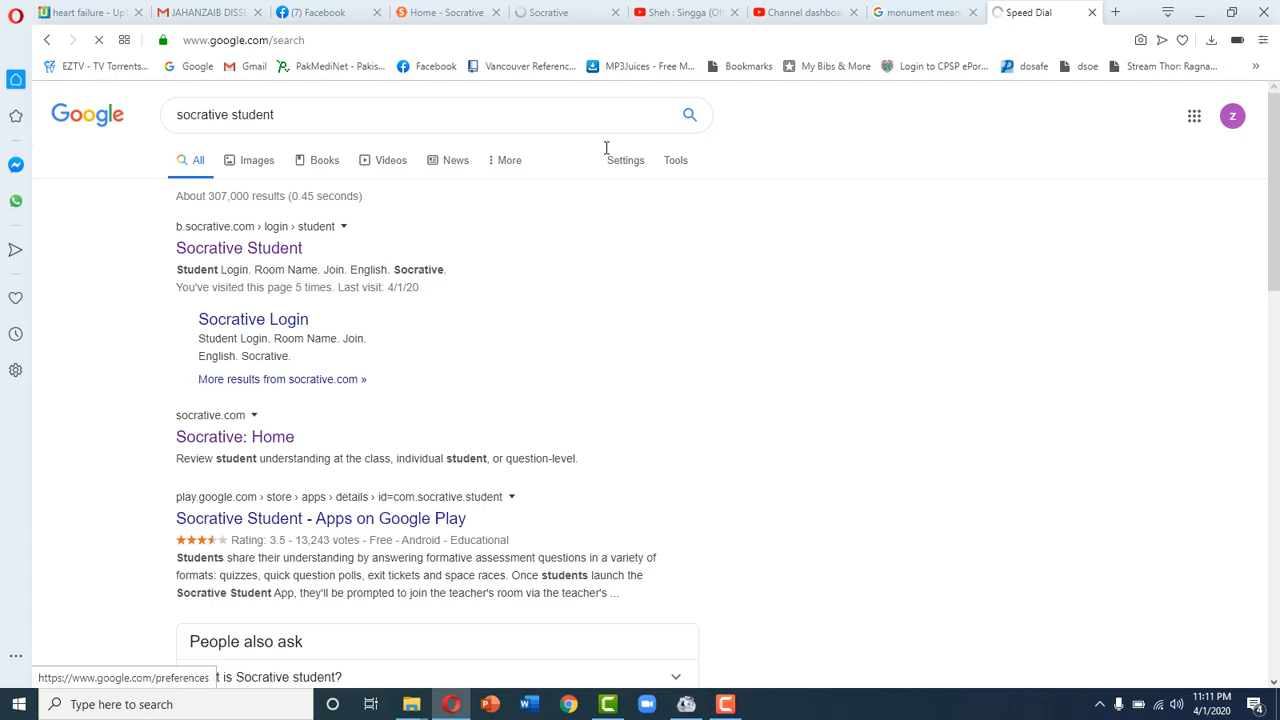 heart failure - UpT
JAHANZAIB DISSE
(7) Facebook
Home - Socrative
Socrative
Sheh : Singga (Of
Channel dashboa
monument meani
Speed Dial
www.google.com/search
EZTV - TV Torrents...
Google
Gmail
PakMediNet - Pakis...
Facebook
Vancouver Referenc...
MP3Juices - Free M...
Bookmarks
My Bibs & More
Login to CPSP ePor...
dosafe
dsoe
Stream Thor: Ragna...
»
Google
socrative student
Z
All
Images
Books
Videos
News
More
Settings
Tools
About 307,000 results (0.45 seconds)
b.socrative.com › login › student
Socrative Student
Student Login. Room Name. Join. English. Socrative.
You've visited this page 5 times. Last visit: 4/1/20
Socrative Login
Student Login. Room Name. Join.
English. Socrative.
More results from socrative.com »
socrative.com
Socrative: Home
Review student understanding at the class, individual student, or question-level.
play.google.com › store › apps › details › id=com.socrative.student
Socrative Student - Apps on Google Play
Rating: 3.5 - 13,243 votes - Free - Android - Educational
Students share their understanding by answering formative assessment questions in a variety of
formats: quizzes, quick question polls, exit tickets and space races. Once students launch the
Socrative Student App, they'll be prompted to join the teacher's room via the teacher's ...
People also ask
t is Socrative student?
https://www.google.com/preferences
Type here to search
11:11 PM
4/1/2020
4